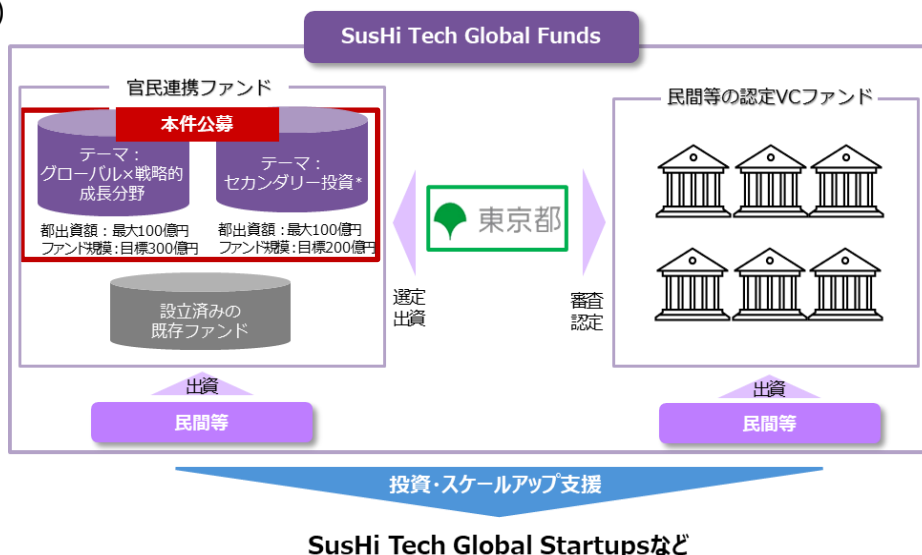 )
SusHi Tech Global Funds
官民連携ファンド
本件公募
テーマ：
グローバル×戦略的
成長分野
都出資額：最大100億円
ファンド規模：目標300億円
テーマ：
セカンダリー投資*
都出資額：最大100億円
ファンド規模：目標200億円
設立済みの
既存ファンド
出資
民間等
選定
出資
東京都
審査
認定
民間等の認定VCファンド
出資
民間等
投資・スケールアップ支援
SusHi Tech Global Startupsなど